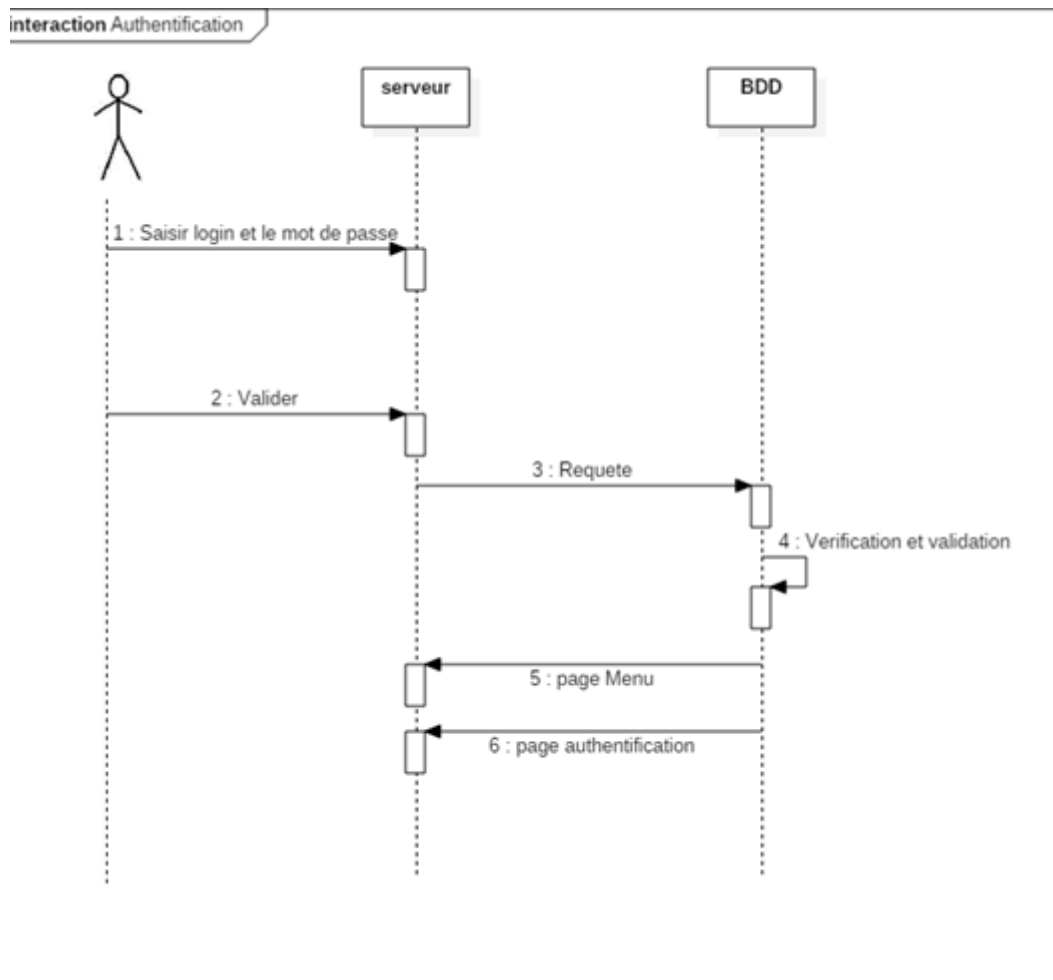 interaction Authentification
serveur
BDD
1 : Saisir login et le mot de passe
2 : Valider
3 : Requete
4 : Verification et validation
5 : page Menu
6 : page authentification